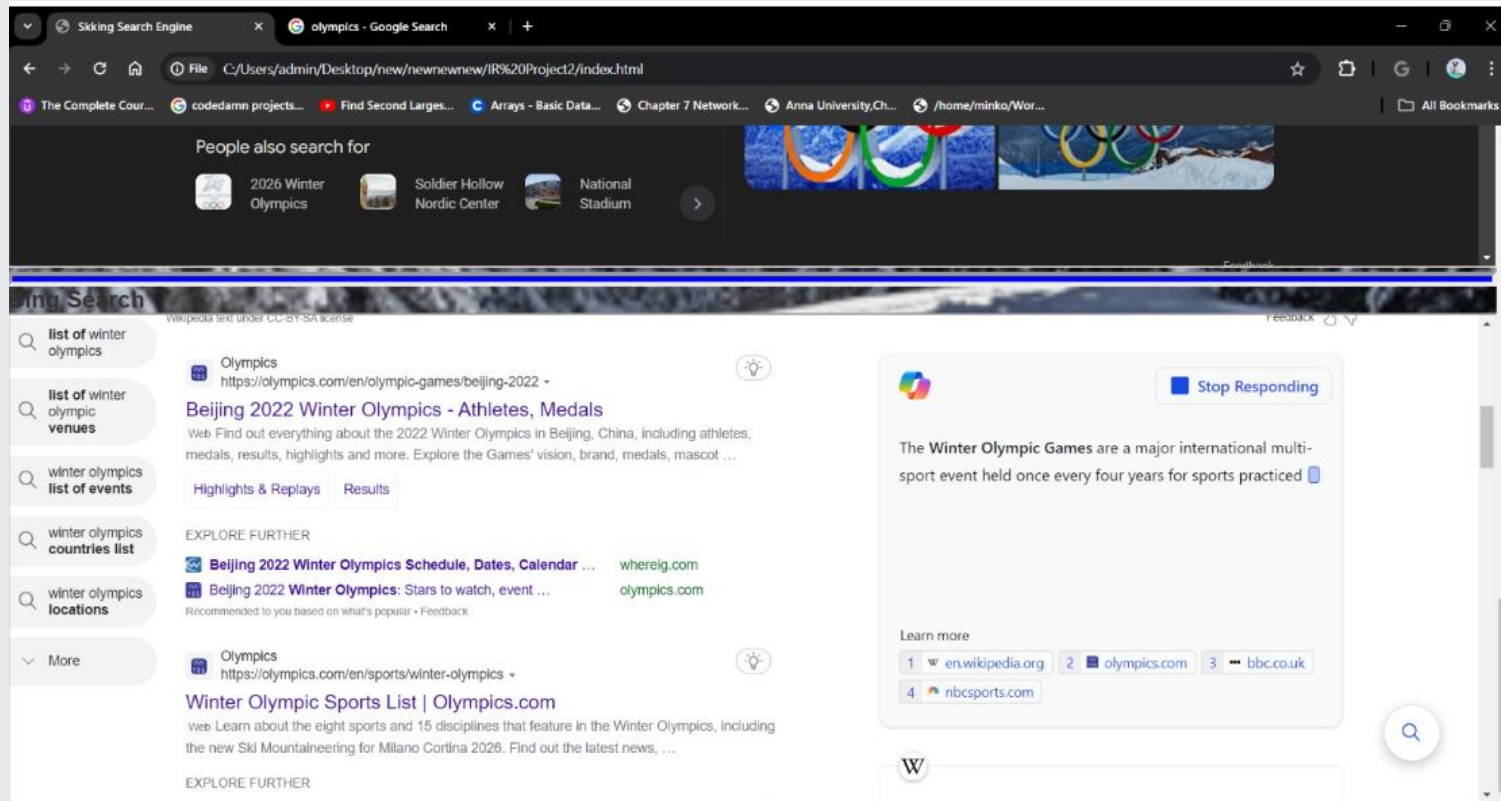 Skking Search Engine
olympics - Google Search
File C:/Users/admin/Desktop/new/newnewnew/IR%20Project2/index.html
The Complete Cour...
codedamn projects...
Find Second Larges...
Arrays - Basic Data...
Chapter 7 Network...
Anna University,Ch...
/home/minko/Wor...
All Bookmarks
People also search for
2026 Winter
Olympics
Soldier Hollow
Nordic Center
National
Stadium
Feedback
Bing Search
Wikipedia text under CC-BY-SA license
Feedback
list of winter
olympics
list of winter
olympic
venues
winter olympics
list of events
winter olympics
countries list
winter olympics
locations
More
Olympics
https://olympics.com/en/olympic-games/beijing-2022
Beijing 2022 Winter Olympics - Athletes, Medals
Web Find out everything about the 2022 Winter Olympics in Beijing, China, including athletes,
medals, results, highlights and more. Explore the Games' vision, brand, medals, mascot ...
Highlights & Replays
Results
EXPLORE FURTHER
Beijing 2022 Winter Olympics Schedule, Dates, Calendar ... whereig.com
Beijing 2022 Winter Olympics: Stars to watch, event ... olympics.com
Recommended to you based on what's popular • Feedback
Olympics
https://olympics.com/en/sports/winter-olympics
Winter Olympic Sports List | Olympics.com
Web Learn about the eight sports and 15 disciplines that feature in the Winter Olympics, including
the new Ski Mountaineering for Milano Cortina 2026. Find out the latest news, ...
EXPLORE FURTHER
Stop Responding
The Winter Olympic Games are a major international multi-
sport event held once every four years for sports practiced
Learn more
1 W en.wikipedia.org
2 olympics.com
3 bbc.co.uk
4 nbcsports.com
W